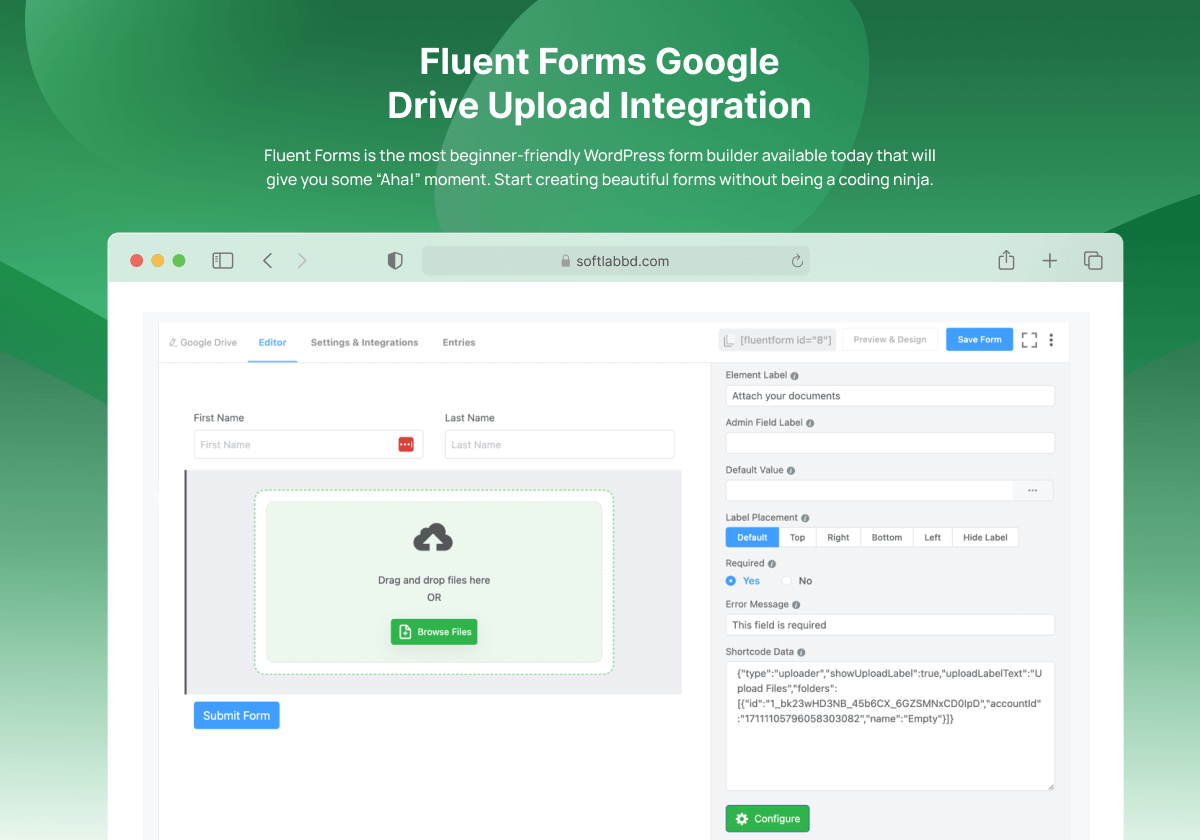 Fluent Forms Google
Drive Upload Integration
Fluent Forms is the most beginner-friendly WordPress form builder available today that will
give you some “Aha!” moment. Start creating beautiful forms without being a coding ninja.
softlabbd.com
Google Drive Editor Settings & Integrations Entries [fluentform id="8"] Preview & Design Save Form
Element Label
Attach your documents
Admin Field Label
Default Value
Label Placement
Default Top Right Bottom Left Hide Label
Required
Yes No
Error Message
This field is required
Shortcode Data
{"type":"uploader","showUploadLabel":true,"uploadLabelText":"U
pload Files","folders":
[{"id":"1_bk23wHD3NB_45b6CX_6GZSMNxCD0IpD","accountId"
:"17111105796058303082","name":"Empty"}]}
Configure
First Name Last Name
First Name Last Name
Drag and drop files here
OR
Browse Files
Submit Form